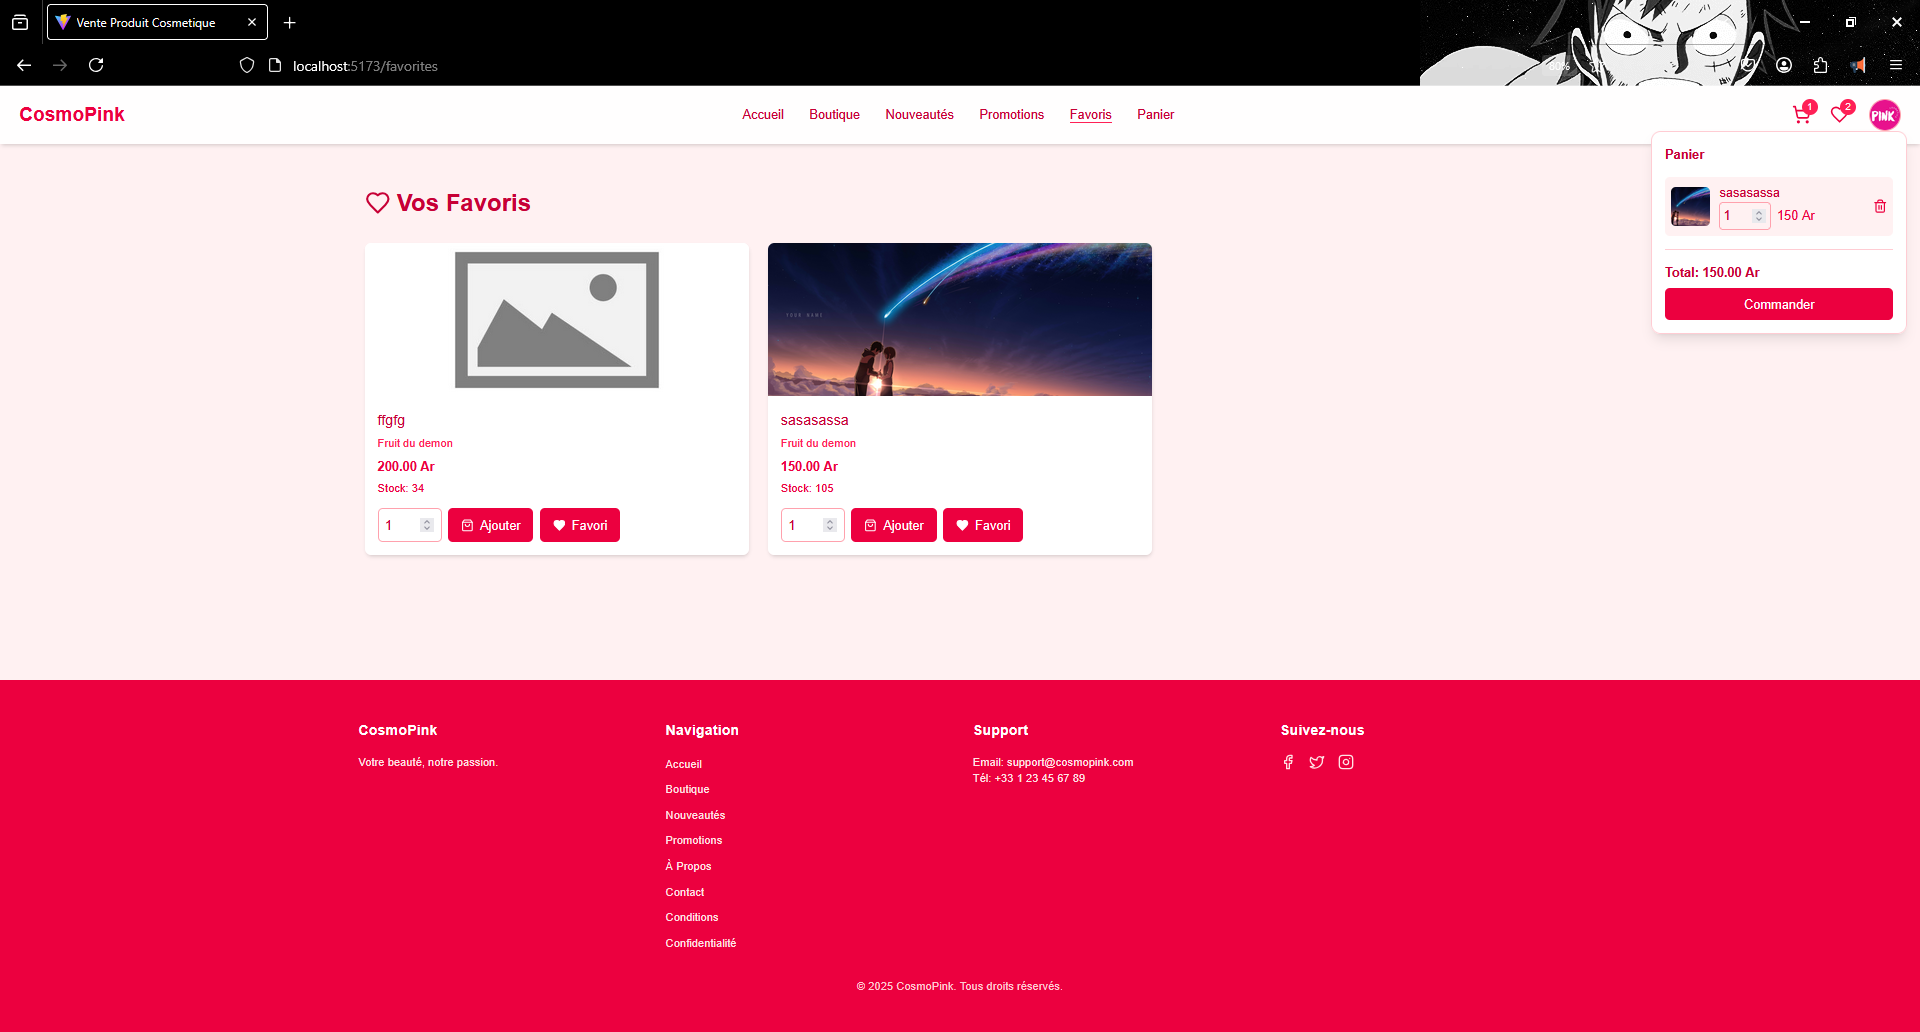 Vente Produit Cosmetique
localhost:5173/favorites
CosmoPink
Accueil
Boutique
Nouveautés
Promotions
Favoris
Panier
1
2
PINK
Panier
sasasassa
1
150 Ar
Total: 150.00 Ar
Commander
Vos Favoris
YOUR NAME
ffgfg
Fruit du demon
200.00 Ar
Stock: 34
1
Ajouter
Favori
sasasassa
Fruit du demon
150.00 Ar
Stock: 105
1
Ajouter
Favori
CosmoPink
Votre beauté, notre passion.
Navigation
Accueil
Boutique
Nouveautés
Promotions
À Propos
Contact
Conditions
Confidentialité
Support
Email: support@cosmopink.com
Tél: +33 1 23 45 67 89
Suivez-nous
© 2025 CosmoPink. Tous droits réservés.